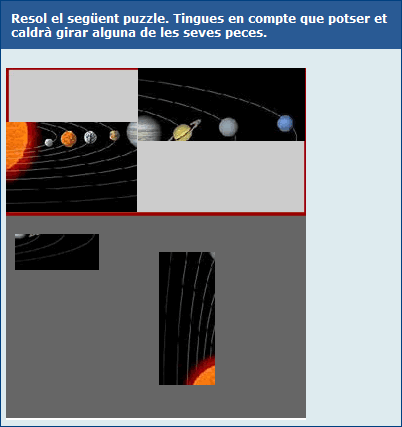 Resol el següent puzzle. Tingues en compte que potser et
caldrà girar alguna de les seves peces.